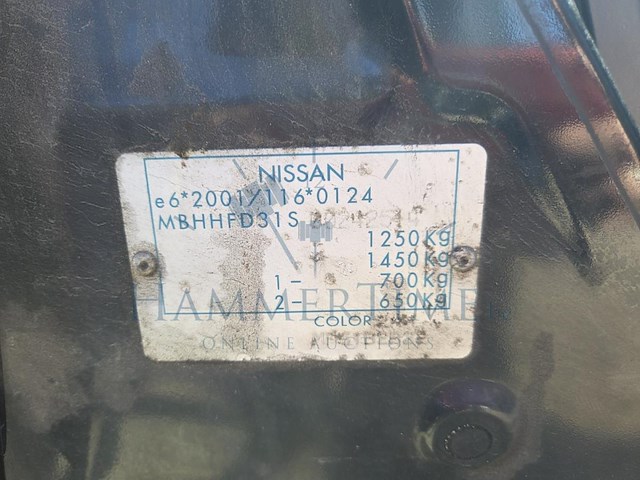 NISSAN
e6*2001/116*0124
MBHHFD31S
1250Kg
1450Kg
1- 700Kg
2- 650Kg
COLOR
HAMMERTIME
ONLINE AUCTIONS